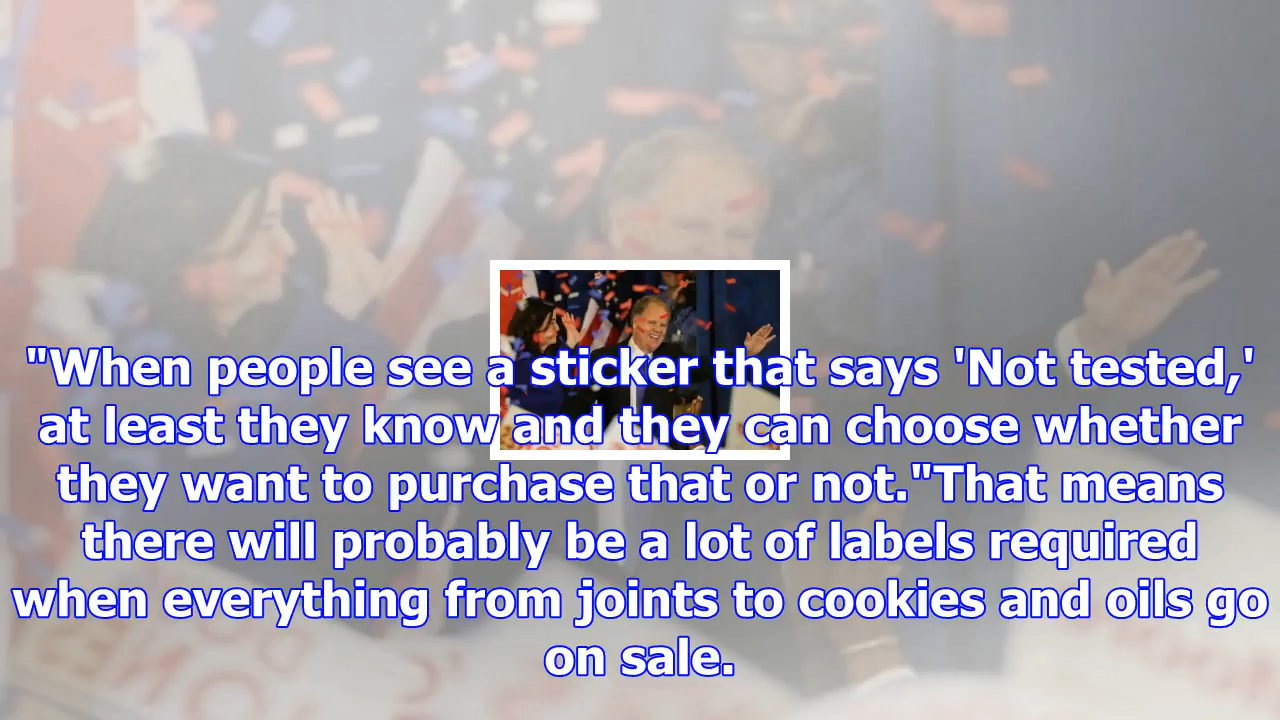 "When people see a sticker that says 'Not tested,'
at least they know and they can choose whether
they want to purchase that or not."That means
there will probably be a lot of labels required
when everything from joints to cookies and oils go
on sale.